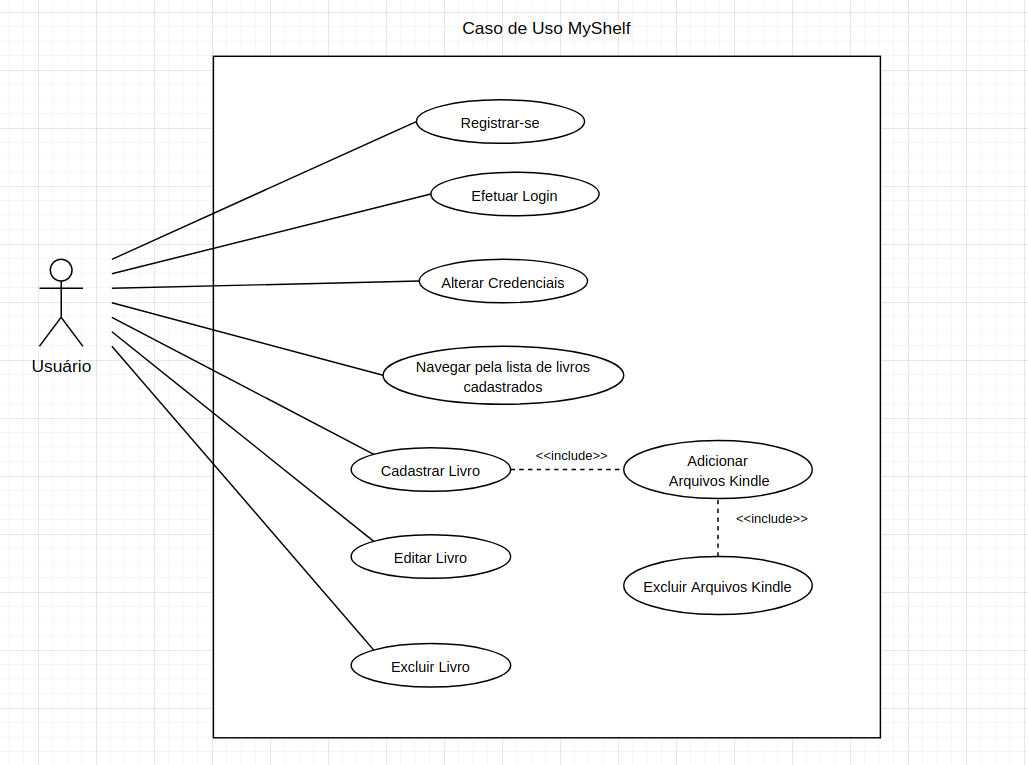 Caso de Uso MyShelf
Registrar-se
Efetuar Login
Alterar Credenciais
Usuário
Navegar pela lista de livros
cadastrados
Cadastrar Livro
<<include>>
Adicionar
Arquivos Kindle
<<include>>
Editar Livro
Excluir Arquivos Kindle
Excluir Livro